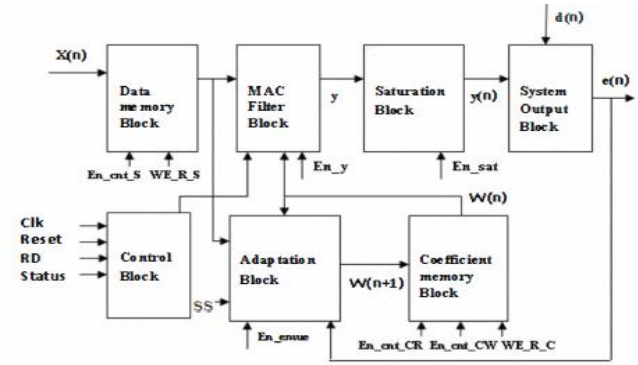 d(n)
X(n)
e(n)
Data
memory
Block
MAC
Filter
Block
y
Saturation
Block
y(n)
System
Output
Block
En_cnt_S WE_R_S
En_y
En_sat
W(n)
Clk
Reset
RD
Status
Control
Block
Adaptation
Block
W(n+1)
Coefficient
memory
Block
SS
En_emue
En_cnt_CR En_cnt_CW WE_R_C